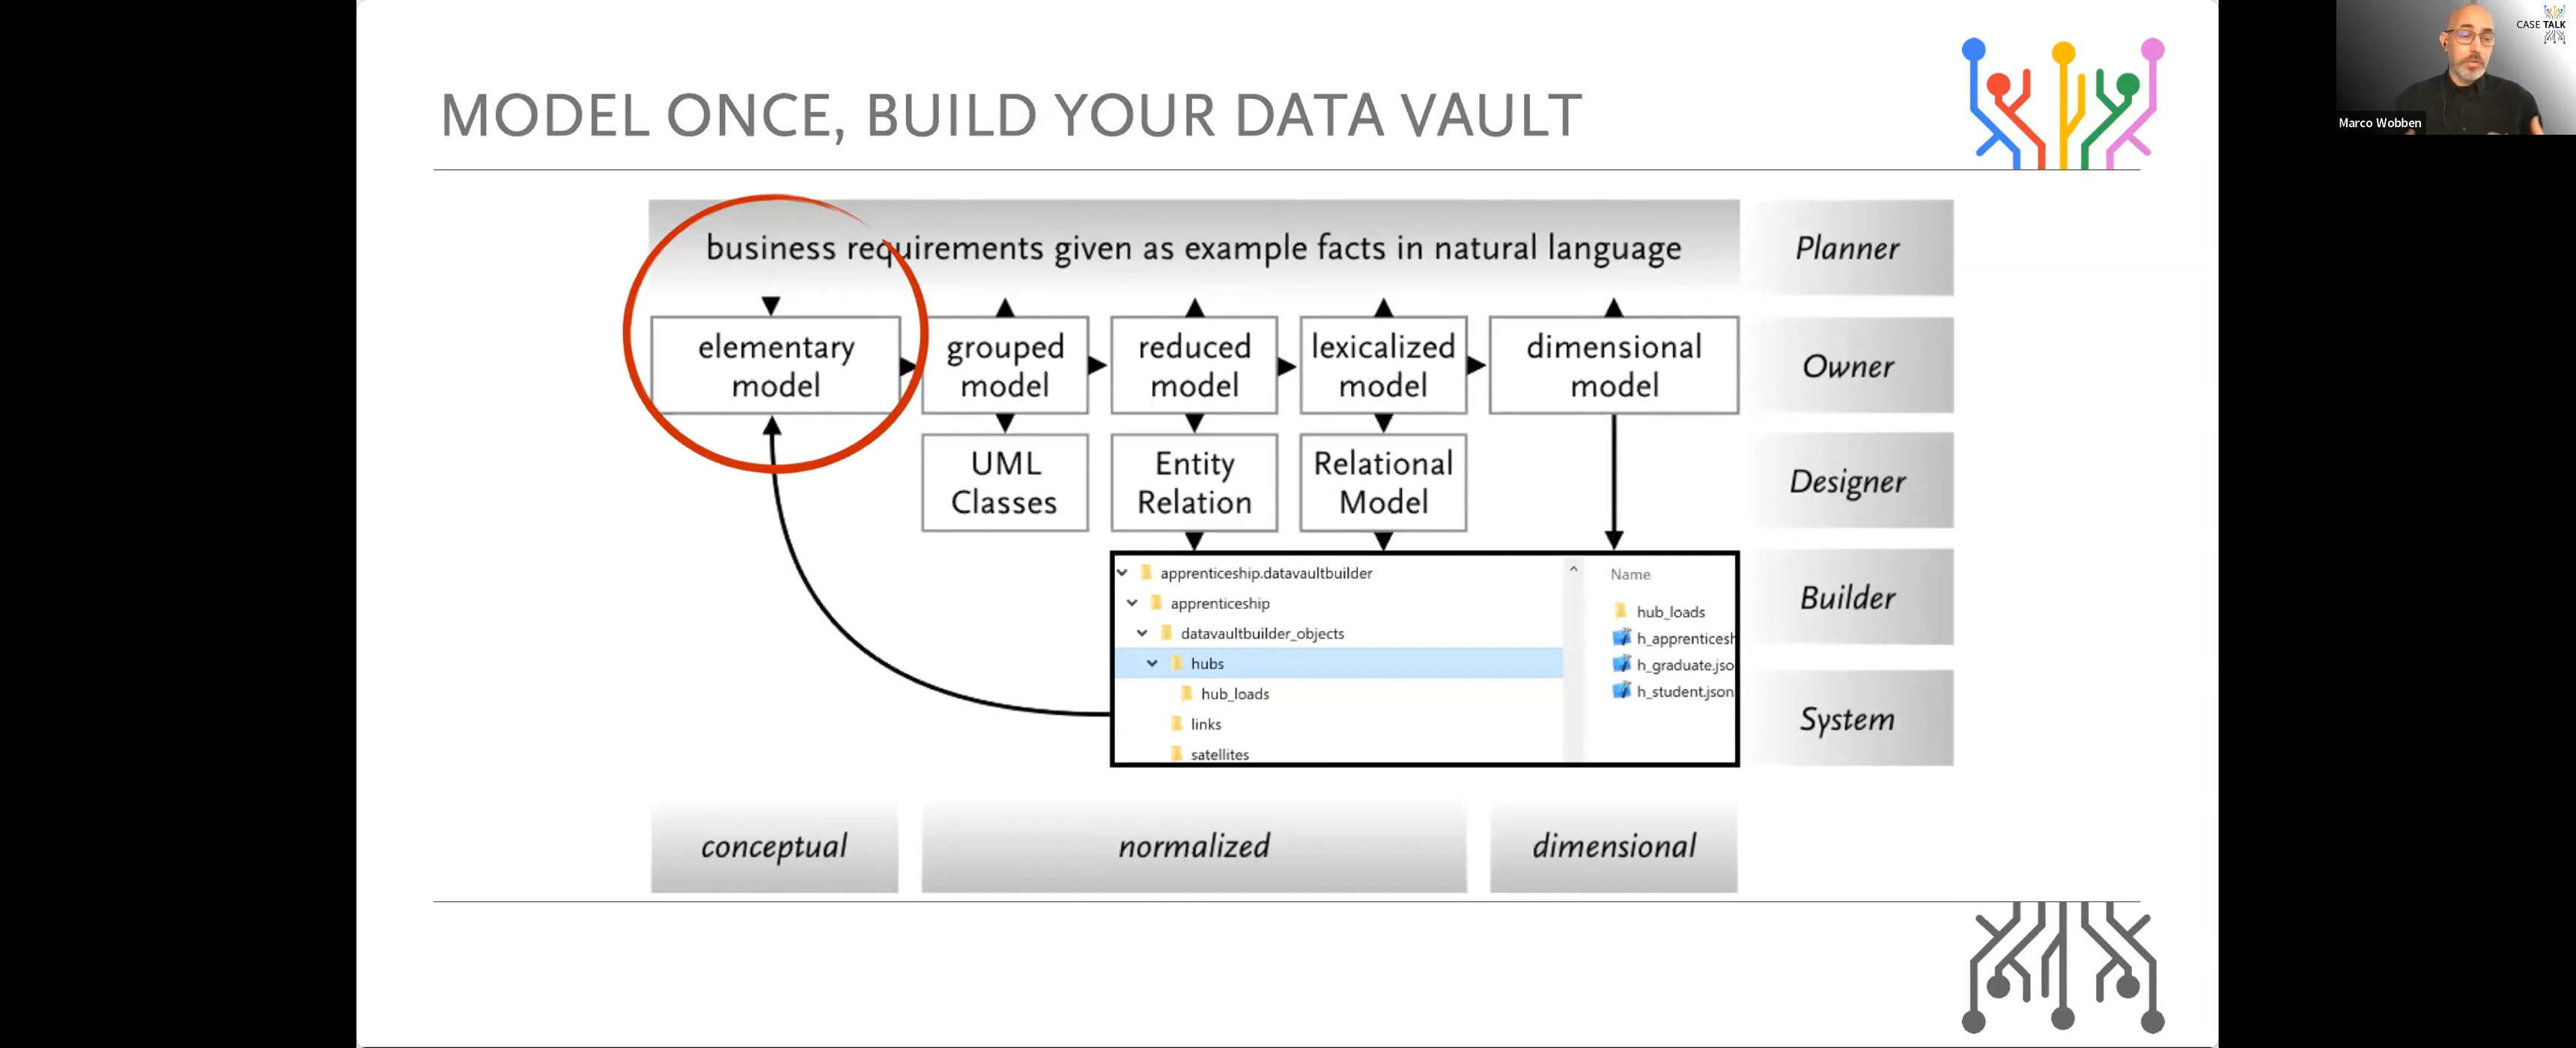 MODEL ONCE, BUILD YOUR DATA VAULT
CASE TALK
Marco Wobben
business requirements given as example facts in natural language
Planner
elementary
model
grouped
model
reduced
model
lexicalized
model
dimensional
model
Owner
UML
Classes
Entity
Relation
Relational
Model
Designer
apprenticeship.datavaultbuilder
apprenticeship
datavaultbuilder_objects
hubs
hub_loads
links
satellites
Name
hub_loads
h_apprenticesh
h_graduate.jso
h_student.json
Builder
System
conceptual
normalized
dimensional